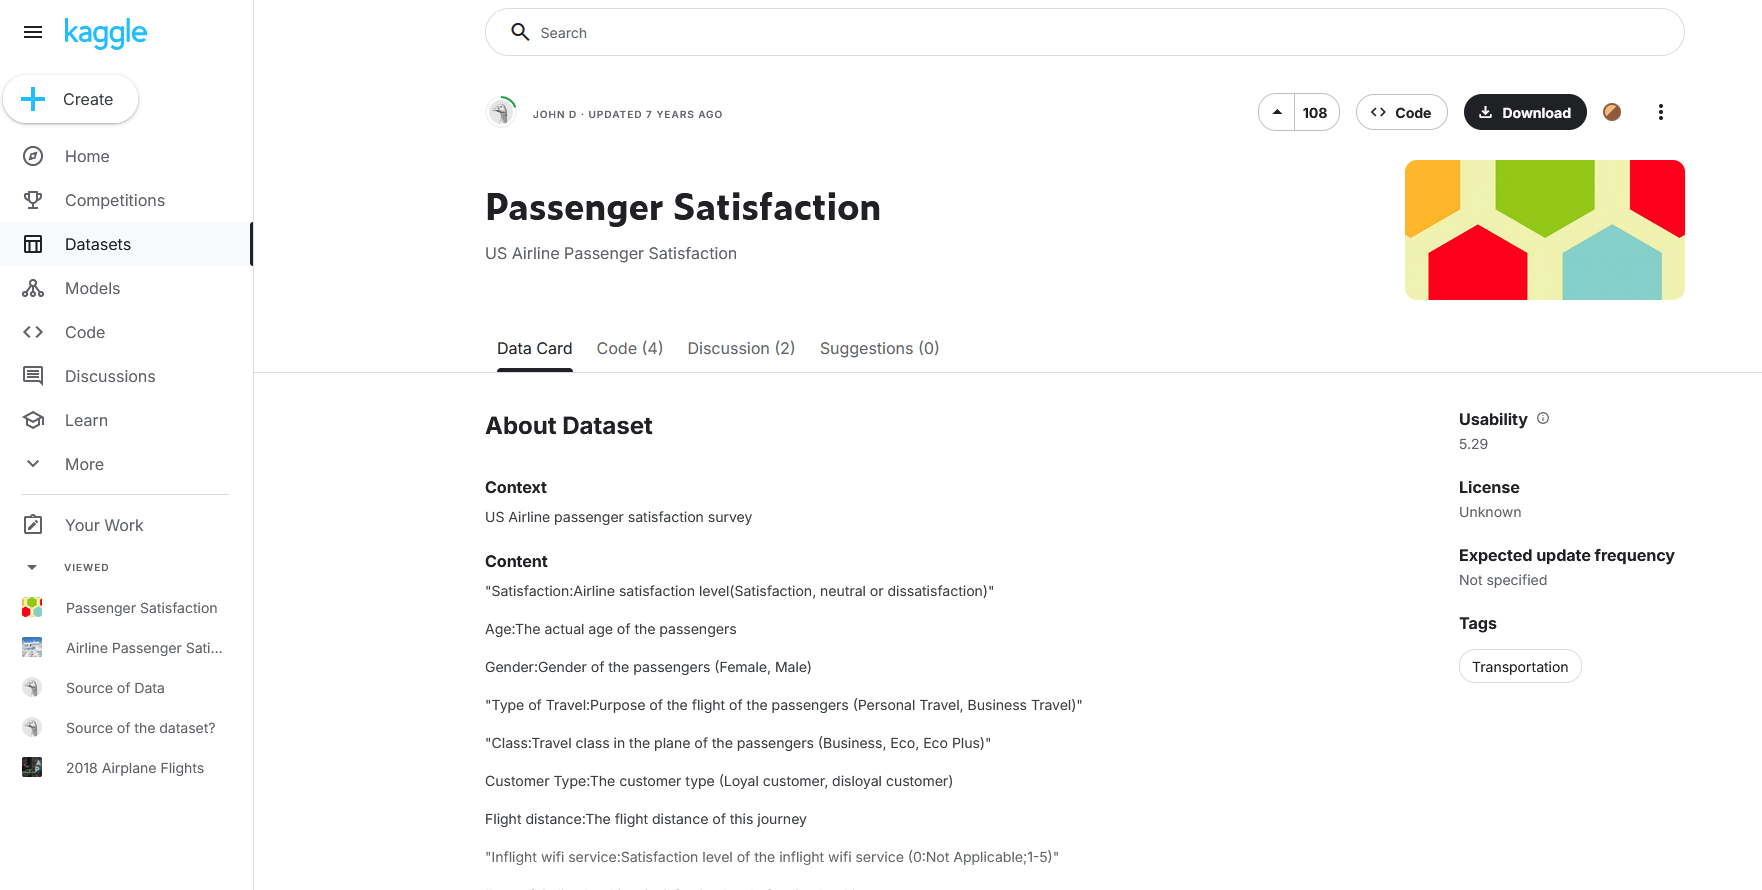 kaggle
Search
Create
Home
Competitions
Datasets
Models
Code
Discussions
Learn
More
Your Work
VIEWED
Passenger Satisfaction
Airline Passenger Sati...
Source of Data
Source of the dataset?
2018 Airplane Flights
JOHN D · UPDATED 7 YEARS AGO
108
Code
Download
Passenger Satisfaction
US Airline Passenger Satisfaction
Data Card
Code (4)
Discussion (2)
Suggestions (0)
About Dataset
Context
US Airline passenger satisfaction survey
Content
"Satisfaction:Airline satisfaction level(Satisfaction, neutral or dissatisfaction)"
Age:The actual age of the passengers
Gender:Gender of the passengers (Female, Male)
"Type of Travel:Purpose of the flight of the passengers (Personal Travel, Business Travel)"
"Class:Travel class in the plane of the passengers (Business, Eco, Eco Plus)"
Customer Type:The customer type (Loyal customer, disloyal customer)
Flight distance:The flight distance of this journey
"Inflight wifi service:Satisfaction level of the inflight wifi service (0:Not Applicable;1-5)"
Usability
5.29
License
Unknown
Expected update frequency
Not specified
Tags
Transportation